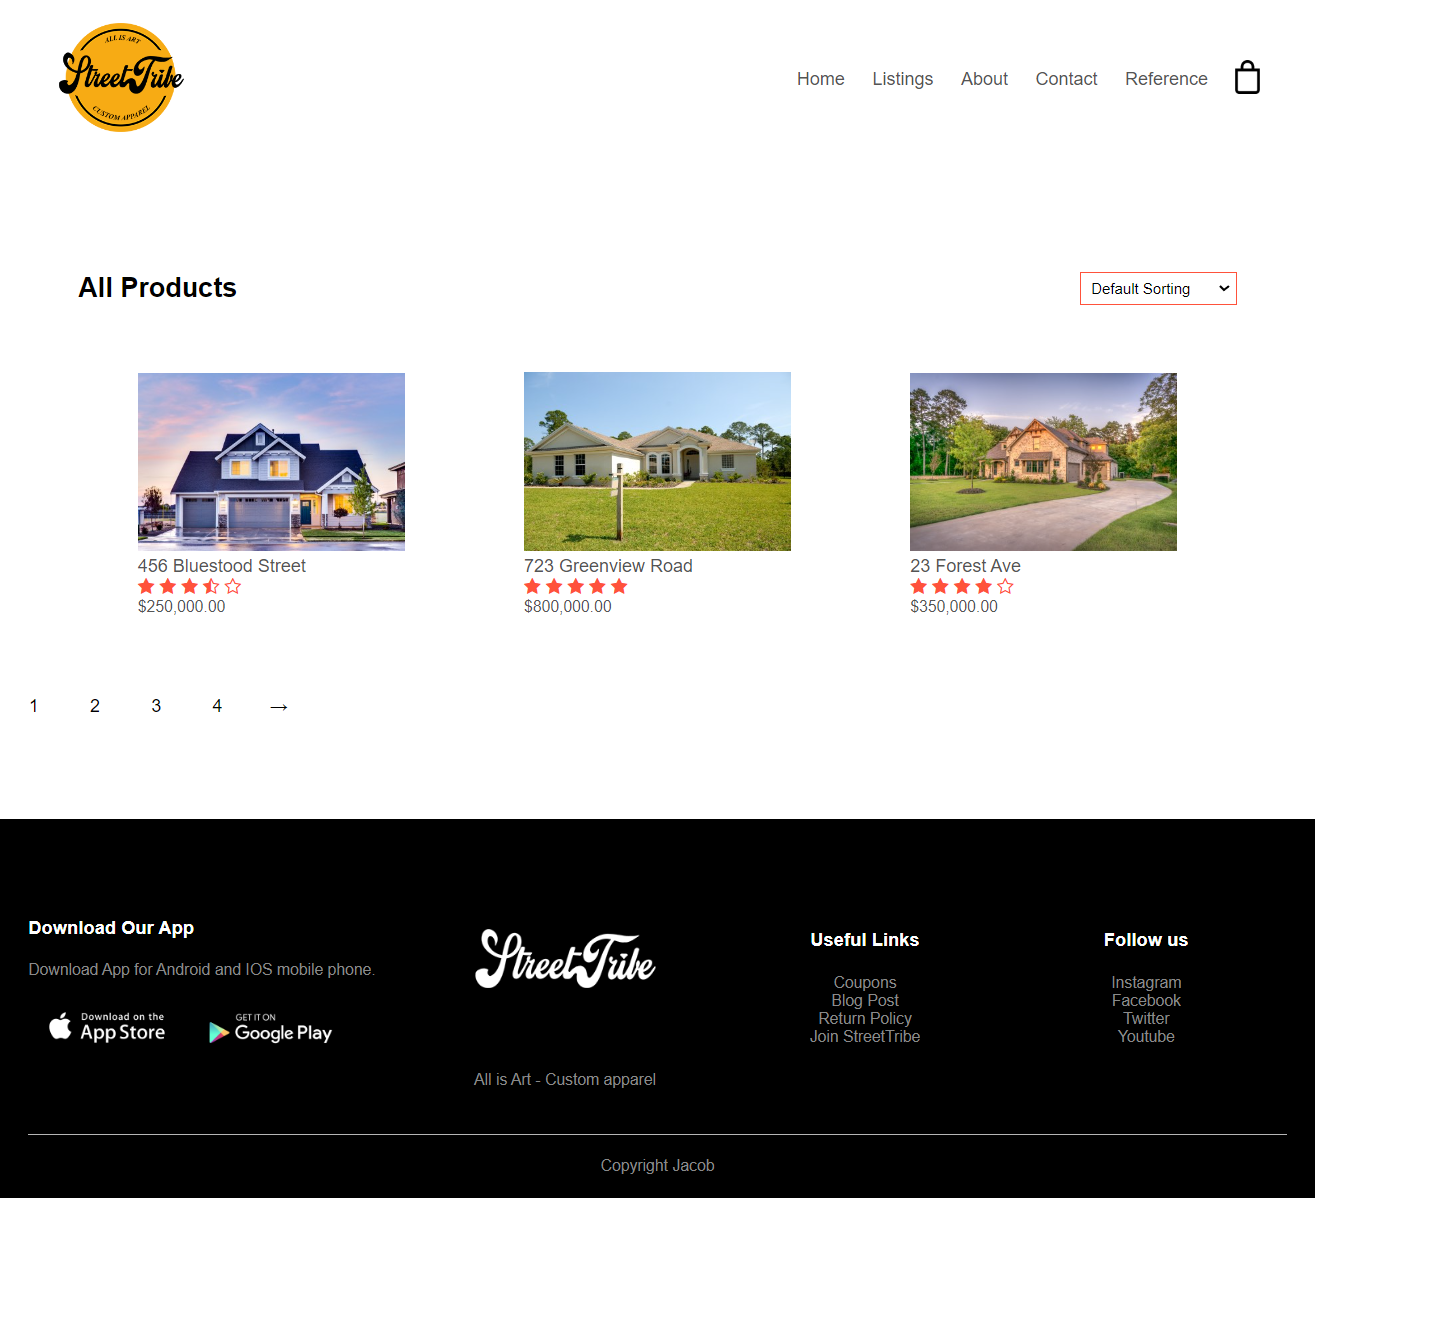 ALL IS ART
StreetTribe
CUSTOM APPAREL
Home Listings About Contact Reference
All Products
Default Sorting
456 Bluestood Street
$250,000.00
723 Greenview Road
$800,000.00
23 Forest Ave
$350,000.00
1 2 3 4 →
Download Our App
Download App for Android and IOS mobile phone.
Download on the
App Store
GET IT ON
Google Play
StreetTribe
All is Art - Custom apparel
Useful Links
Coupons
Blog Post
Return Policy
Join StreetTribe
Follow us
Instagram
Facebook
Twitter
Youtube
Copyright Jacob